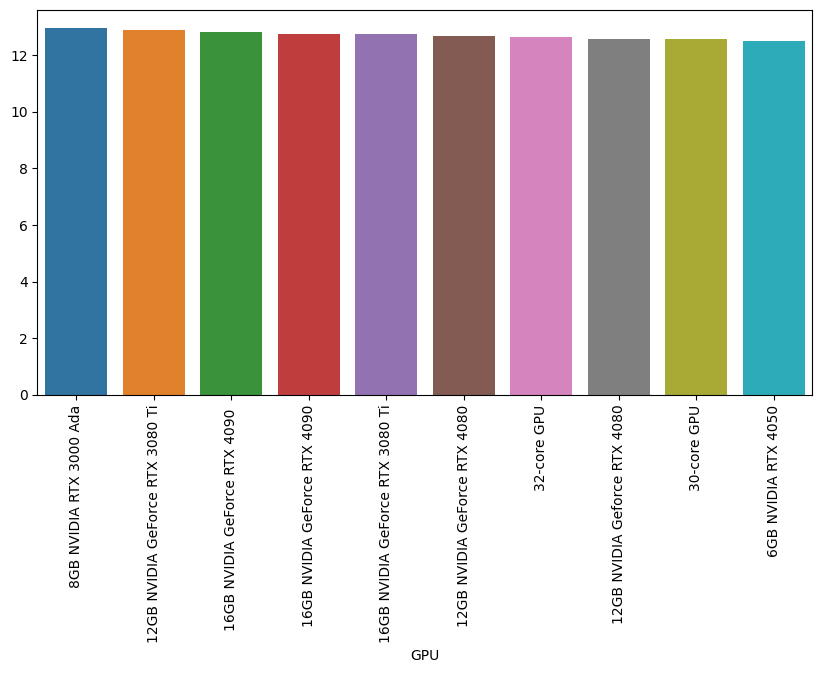 12
10
8
6
4
2
0
8GB NVIDIA RTX 3000 Ada
12GB NVIDIA GeForce RTX 3080 Ti
16GB NVIDIA GeForce RTX 4090
16GB NVIDIA GeForce RTX 4090
16GB NVIDIA GeForce RTX 3080 Ti
12GB NVIDIA GeForce RTX 4080
32-core GPU
12GB NVIDIA Geforce RTX 4080
30-core GPU
6GB NVIDIA RTX 4050
GPU